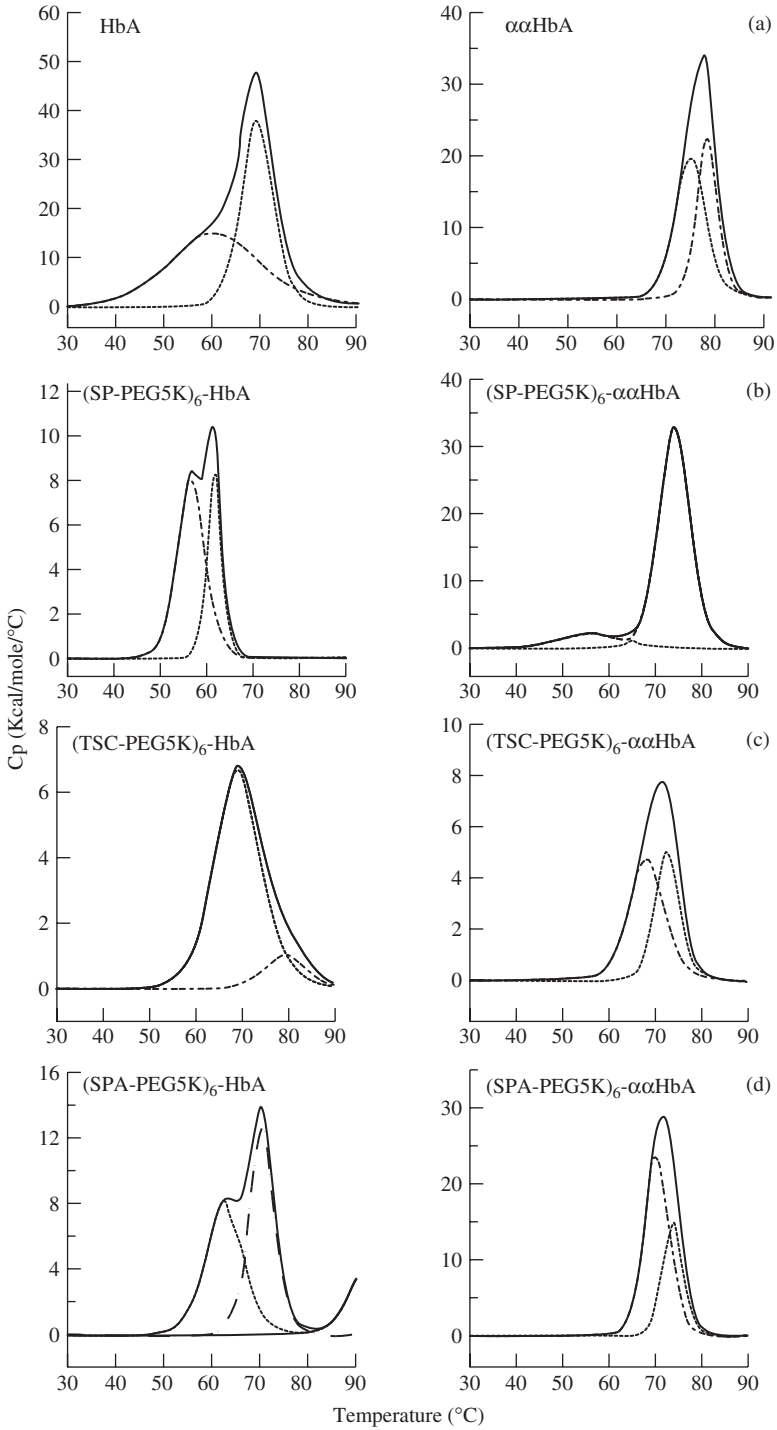 HbA
60
50
40
30
20
10
0
30 40 50 60 70 80 90
ααHbA (a)
40
30
20
10
0
30 40 50 60 70 80 90
(SP-PEG5K)6-HbA
12
10
8
6
4
2
0
30 40 50 60 70 80 90
(SP-PEG5K)6-ααHbA (b)
40
30
20
10
0
30 40 50 60 70 80 90
Cp (Kcal/mole/°C)
(TSC-PEG5K)6-HbA
8
6
4
2
0
30 40 50 60 70 80 90
(TSC-PEG5K)6-ααHbA (c)
10
8
6
4
2
0
30 40 50 60 70 80 90
(SPA-PEG5K)6-HbA
16
12
8
4
0
30 40 50 60 70 80 90
(SPA-PEG5K)6-ααHbA (d)
30
20
10
0
30 40 50 60 70 80 90
Temperature (°C)